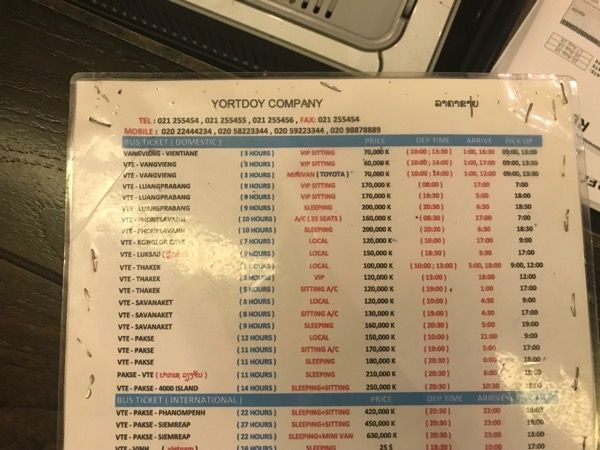 YORTDOY COMPANY ລາຄາຂາຍ
TEL : 021 255454 , 021 255455 , 021 255456 , FAX: 021 255454
MOBILE : 020 22444234 , 020 58223344 , 020 59223344 , 020 98878889
BUS TICKET ( DOMESTIC ) PRICE DEP TIME ARRIVE PICK UP
VANGVIENG - VIENTIANE ( 3 HOURS ) VIP SITTING 70,000 K ( 10:00 ; 13:30 ) 1:00, 16:30 09:00, 13:00
VTE - VANGVIENG ( 3 HOURS ) VIP SITTING 60,000 K ( 10:00 ; 14:00 ) 1:00, 17:00 09:00, 13:30
VTE - VANGVIENG ( 3 HOURS ) MINIVAN ( TOYOTA ) 70,000 K ( 10:00 ; 14:00 ) 1:00, 17:00 09:00, 13:30
VTE - LUANGPRABANG ( 9 HOURS ) VIP SITTING 170,000 K ( 08:00 ) 17:00 7:00
VTE - LUANGPRABANG ( 9 HOURS ) VIP SITTING 170,000 K ( 19:30 ) 5:00 18:00
VTE - LUANGPRABANG ( 9 HOURS ) SLEEPING 200,000 K ( 20:30 ) 6:30 18:30
VTE - PHONESAVANH ( 10 HOURS ) A/C ( 25 SEATS ) 160,000 K ( 08:30 ) 17:00 7:00
VTE - PHONESAVANH ( 10 HOURS ) SLEEPING 200,000 K ( 20:30 ) 6:30 18:30
VTE - KONGLOR CAVE ( 7 HOURS ) LOCAL 120,000 K ( 10:00 ) 17:00 9:00
VTE - LUKSAO HOURS ) LOCAL 150,000 K ( 18:30 ) 3:30 17:00
VTE - THAKEK HOURS ) LOCAL 100,000 K ( 10:00 ; 13:00 ) 5:00, 18:00 9:00, 12:00
VTE - THAKEK HOURS ) VIP 120,000 K ( 13:00 ) 18:00 12:00
VTE - THAKEK HOURS ) SITTING A/C 120,000 K ( 19:00 ) 1:00 17:00
VTE - SAVANAKET ( 8 HOURS ) LOCAL 120,000 K ( 10:00 ) 4:30 9:00
VTE - SAVANAKET ( 8 HOURS ) SITTING A/C 130,000 K ( 19:00 ) 3:30 17:00
VTE - SAVANAKET ( 9 HOURS ) SLEEPING 160,000 K ( 20:30 ) 5:00 19:00
VTE - PAKSE ( 12 HOURS ) LOCAL 150,000 K ( 10:00 ) 21:00 9:00
VTE - PAKSE ( 11 HOURS ) SITTING A/C 170,000 K ( 19:00 ) 5:00 17:00
VTE - PAKSE ( 11 HOURS ) SLEEPING 180,000 K ( 20:30 ) 6:00 18:00
PAKSE - VTE ( 11 HOURS ) SLEEPING 210,000 K ( 20:30 ) 6:00 18:00
VTE - PAKSE - 4000 ISLAND ( 14 HOURS ) SLEEPING+SITTING 250,000 K ( 20:30 ) 10:30
BUS TICKET ( INTERNATIONAL ) PRICE DEP TIME ARRIVE
VTE - PAKSE - PHANOMPENH ( 22 HOURS ) SLEEPING+SITTING 420,000 K ( 20:30 ) 18:00
VTE - PAKSE - SIEMREAP ( 27 HOURS ) SLEEPING+SITTING 450,000 K ( 20:30 ) 23:00 18:00
VTE - PAKSE - SIEMREAP ( 22 HOURS ) SLEEPING+MINI VAN 630,000 K ( 20:30 ) 22:00
VTE - VINH ( vietnam ) SLEEPING 25 $